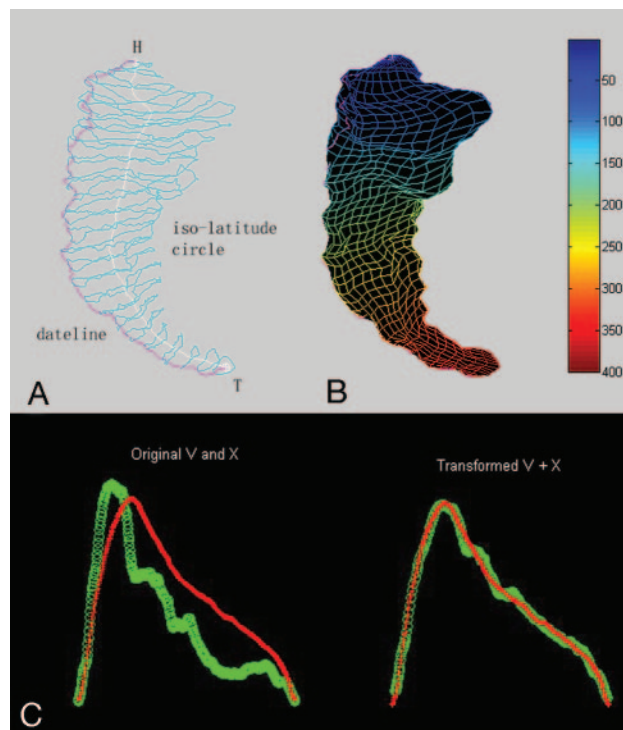 H
iso-latitude
circle
dateline
T
A
B
50
100
150
200
250
300
350
400
Original V and X
Transformed V + X
C